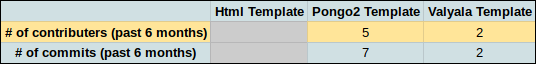 Html Template Pongo2 Template Valyala Template
# of contributers (past 6 months) 5 2
# of commits (past 6 months) 7 2